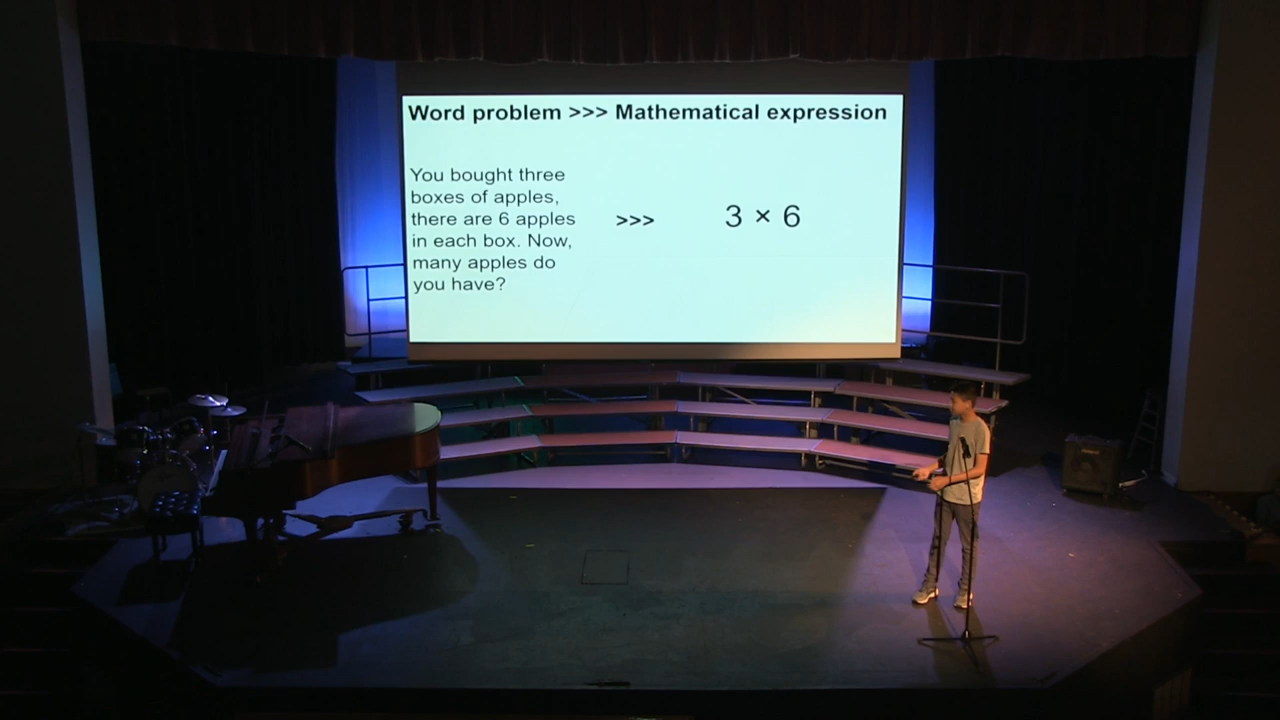 Word problem >>> Mathematical expression
You bought three
boxes of apples,
there are 6 apples
in each box. Now,
many apples do
you have?
>>>
3 × 6